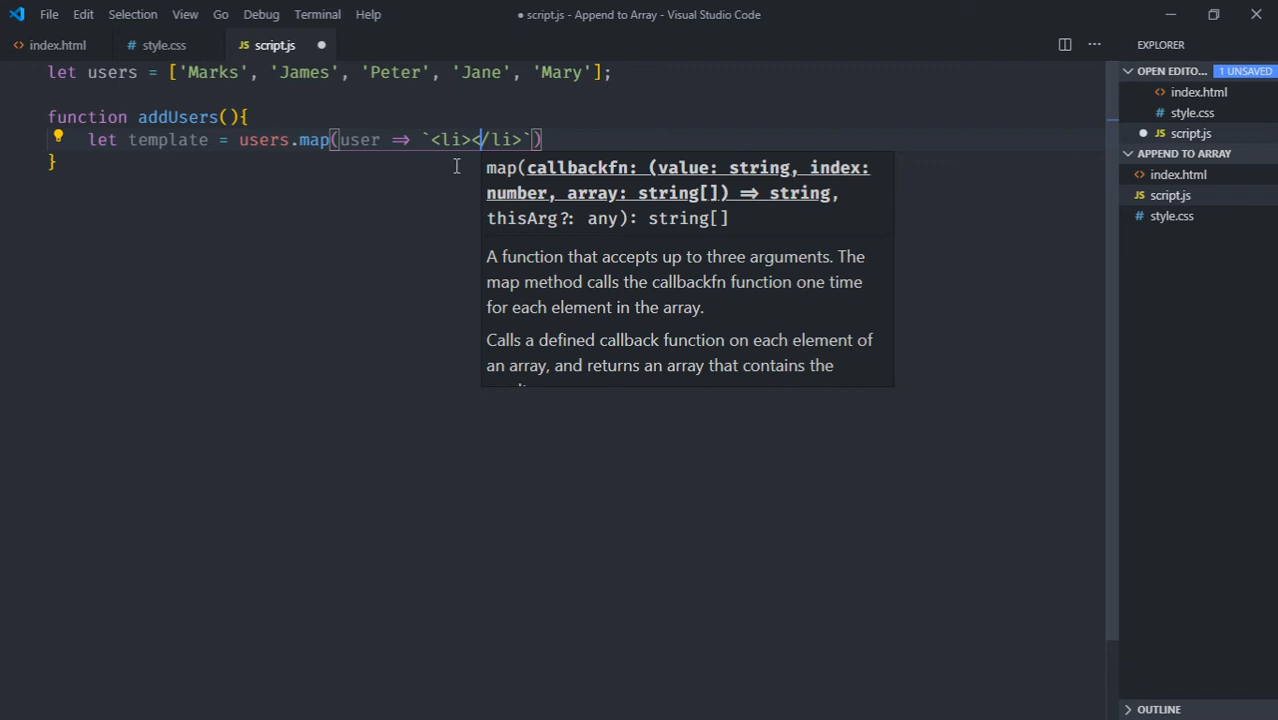 File Edit Selection View Go Debug Terminal Help
● script.js - Append to Array - Visual Studio Code
index.html
style.css
JS script.js
EXPLORER
let users = ['Marks', 'James', 'Peter', 'Jane', 'Mary'];
OPEN EDITO... 1 UNSAVED
index.html
style.css
JS script.js
function addUsers(){
let template = users.map(user => `<li></li>`)
}
APPEND TO ARRAY
index.html
JS script.js
style.css
map(callbackfn: (value: string, index:
number, array: string[]) => string,
thisArg?: any): string[]
A function that accepts up to three arguments. The
map method calls the callbackfn function one time
for each element in the array.
Calls a defined callback function on each element of
an array, and returns an array that contains the
OUTLINE